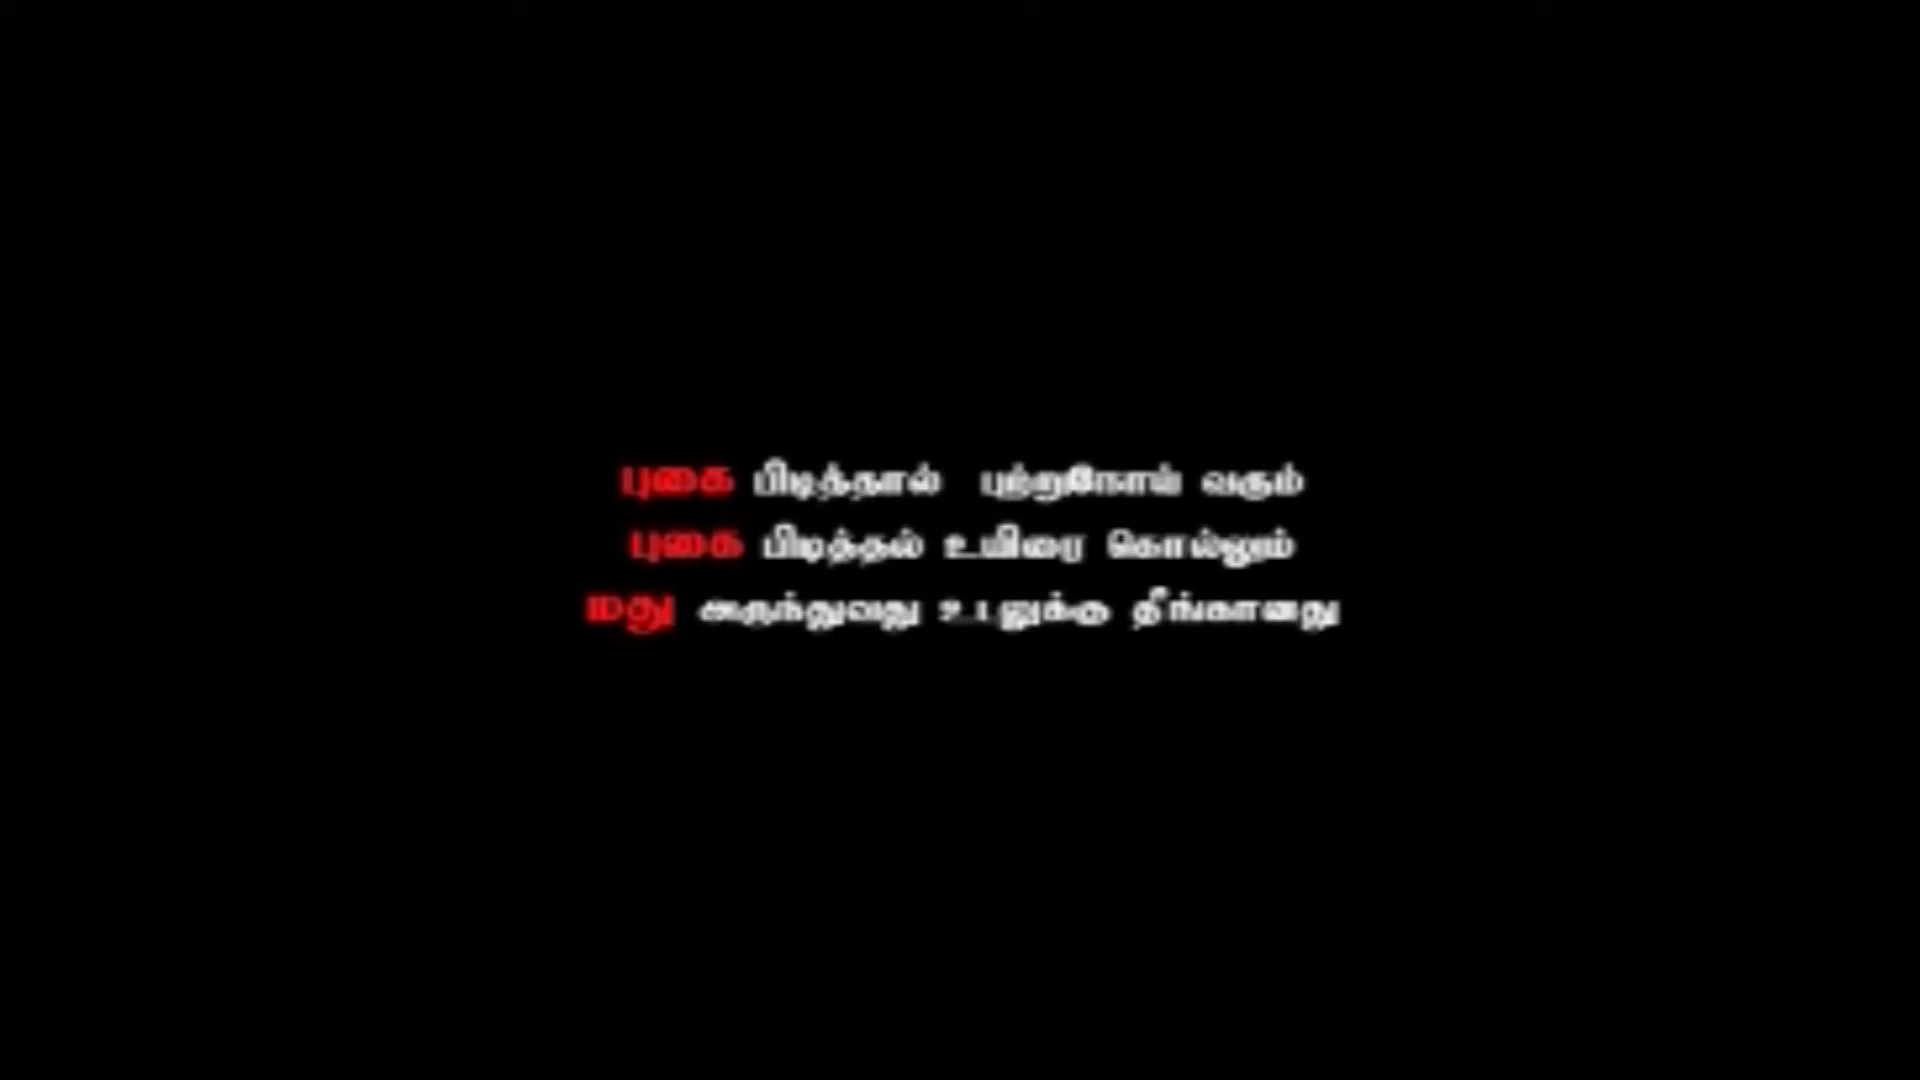 புகை பிடித்தால் புற்றுநோய் வரும்
புகை பிடித்தல் உயிரை கொல்லும்
மது அருந்துவது உடலுக்கு தீங்கானது